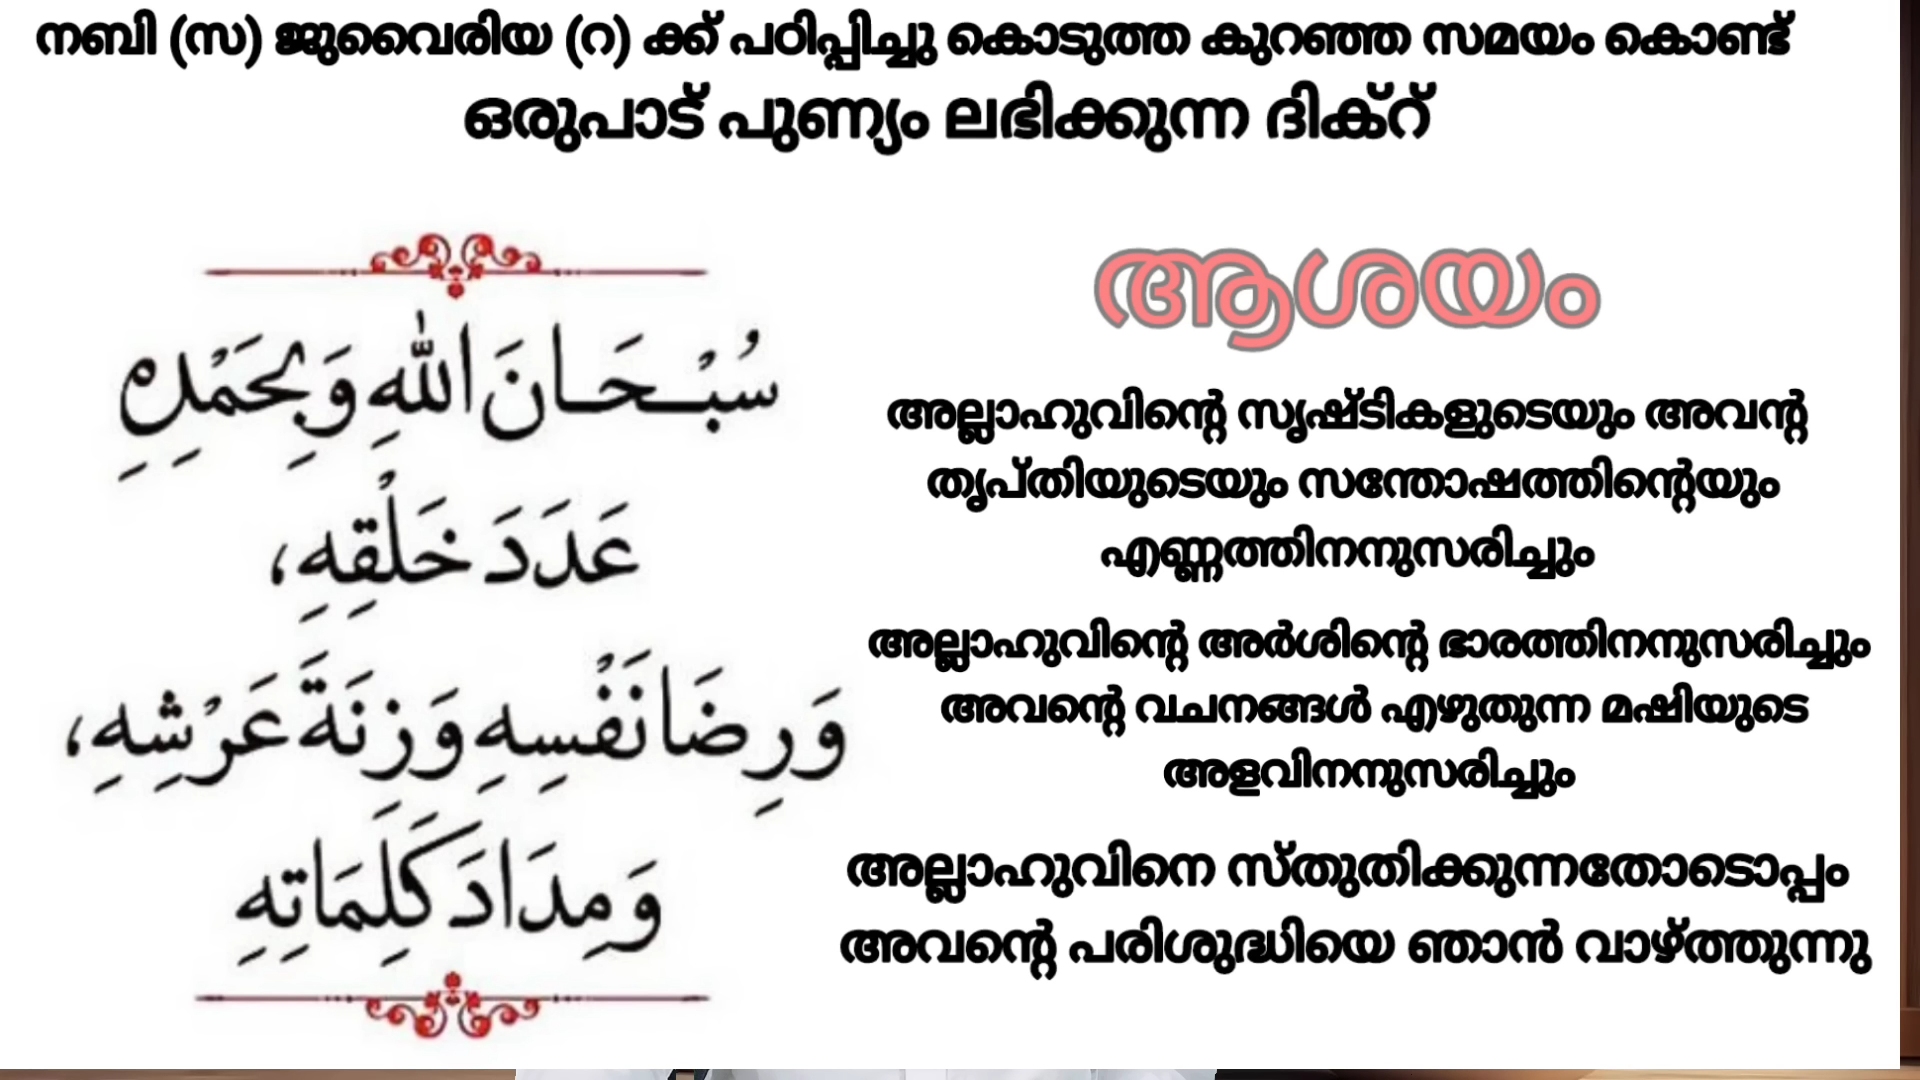 നബി (സ) ജുവൈരിയ (റ) ക്ക് പഠിപ്പിച്ചു കൊടുത്ത കുറഞ്ഞ സമയം കൊണ്ട്
ഒരുപാട് പുണ്യം ലഭിക്കുന്ന ദിക്റ്
سُبْحَانَ اللّٰهِ وَبِحَمْدِهِ
عَدَدَ خَلْقِهِ،
وَرِضَا نَفْسِهِ وَزِنَةَ عَرْشِهِ،
وَمِدَادَ كَلِمَاتِهِ
ആശയം
അല്ലാഹുവിന്റെ സൃഷ്ടികളുടെയും അവന്റ
തൃപ്തിയുടെയും സന്തോഷത്തിന്റെയും
എണ്ണത്തിനനുസരിച്ചും
അല്ലാഹുവിന്റെ അർശിന്റെ ഭാരത്തിനനുസരിച്ചും
അവന്റെ വചനങ്ങൾ എഴുതുന്ന മഷിയുടെ
അളവിനനുസരിച്ചും
അല്ലാഹുവിനെ സ്തുതിക്കുന്നതോടൊപ്പം
അവന്റെ പരിശുദ്ധിയെ ഞാൻ വാഴ്ത്തുന്നു